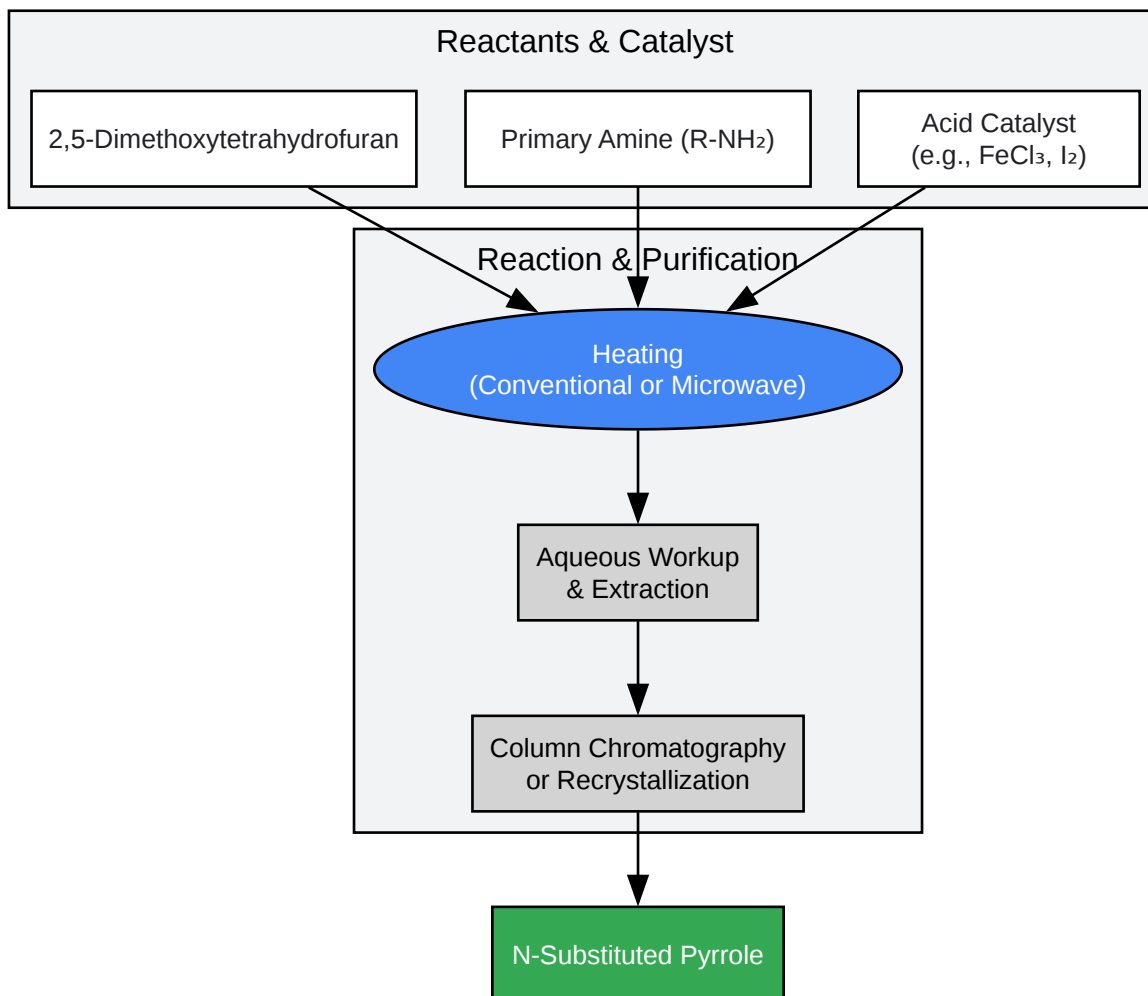 Reactants & Catalyst
2,5-Dimethoxytetrahydrofuran
Primary Amine (R-NH₂)
Acid Catalyst
(e.g., FeCl₃, I₂)
Reaction & Purification
Heating
(Conventional or Microwave)
Aqueous Workup
& Extraction
Column Chromatography
or Recrystallization
N-Substituted Pyrrole